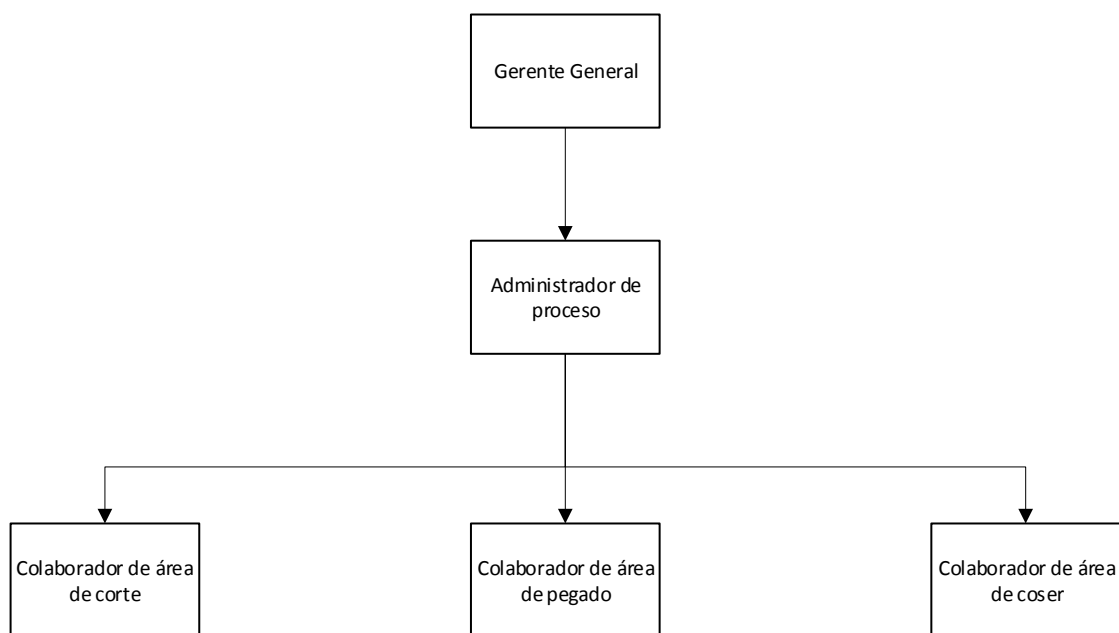 Gerente General
Administrador de
proceso
Colaborador de área
de corte
Colaborador de área
de pegado
Colaborador de área
de coser